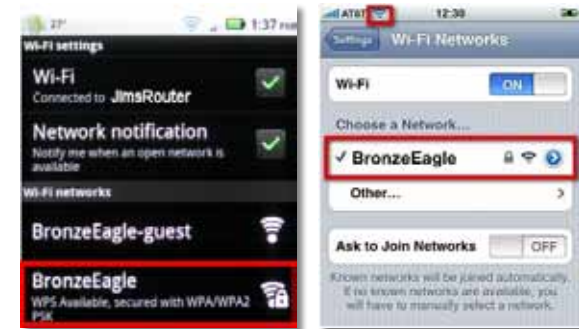 27°
1:37 PM
Wi-Fi settings
Wi-Fi
Connected to JimsRouter
Network notification
Notify me when an open network is
available
Wi-Fi networks
BronzeEagle-guest
BronzeEagle
WPS Available, secured with WPA/WPA2
PSK
AT&T
12:30
Settings
Wi-Fi Networks
Wi-Fi
ON
Choose a Network...
✓ BronzeEagle
Other...
Ask to Join Networks
OFF
Known networks will be joined automatically.
If no known networks are available, you
will have to manually select a network.